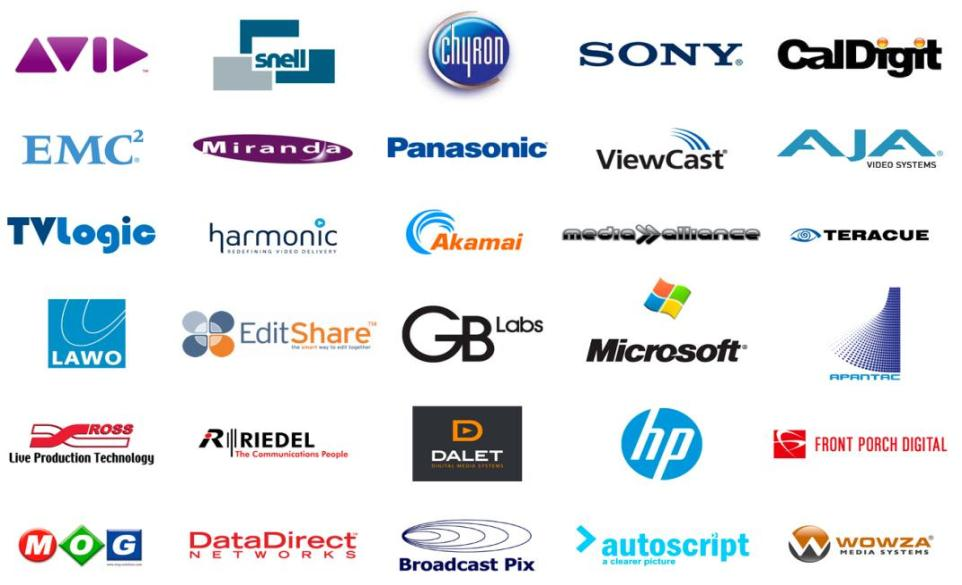 AVID™
snell
chyron
SONY®
CalDigit
EMC²®
Miranda
Panasonic
ViewCast®
AJA®
VIDEO SYSTEMS
TVLogic
harmonic
REDEFINING VIDEO DELIVERY
Akamai
media alliance
TERACUE
LAWO
EditShare™
the smart way to edit together
GB Labs
Microsoft®
APANTAC
ROSS
Live Production Technology
RIEDEL
The Communications People
DALET
DIGITAL MEDIA SYSTEMS
hp
FRONT PORCH DIGITAL
MOG
DataDirect
NETWORKS
Broadcast Pix
autoscript
a clearer picture
WOWZA®
MEDIA SYSTEMS